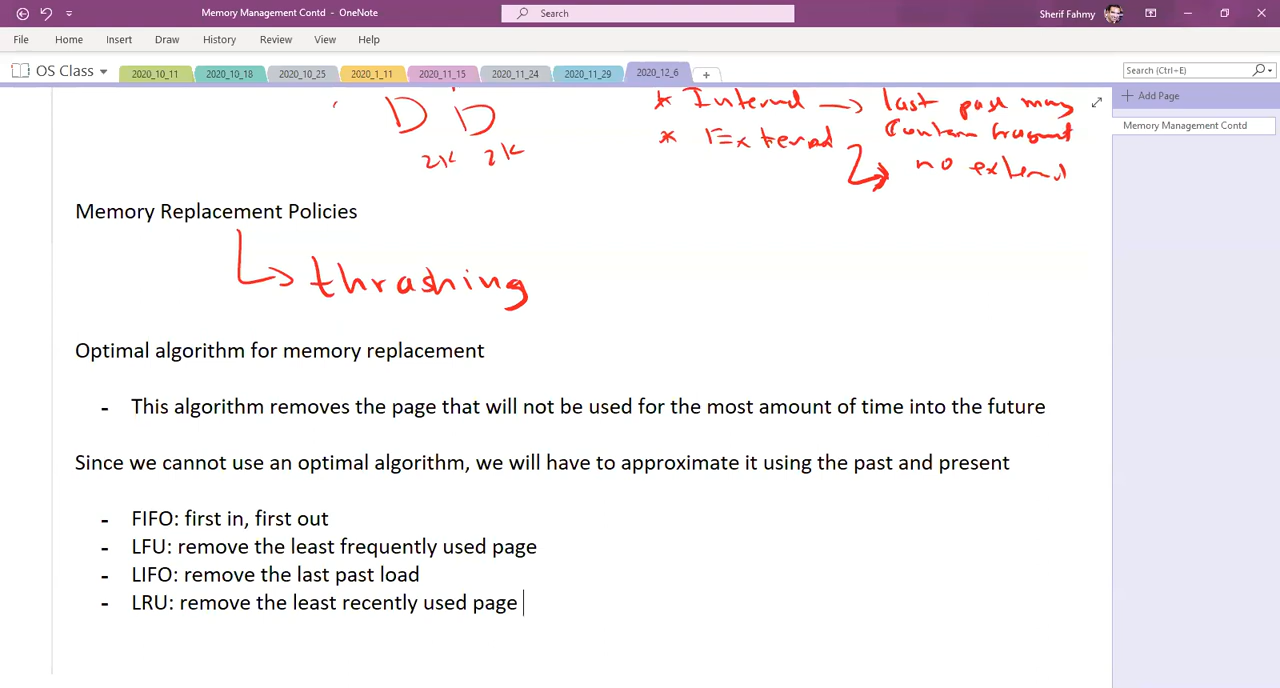 Memory Management Contd - OneNote
Search
Sherif Fahmy
File Home Insert Draw History Review View Help
OS Class
2020_10_11 2020_10_18 2020_10_25 2020_1_11 2020_11_15 2020_11_24 2020_11_29 2020_12_6
Search (Ctrl+E)
Add Page
Memory Management Contd
D D
2K 2K
* Internal → last past may
contain fragment
* External
no external
Memory Replacement Policies
thrashing
Optimal algorithm for memory replacement
- This algorithm removes the page that will not be used for the most amount of time into the future
Since we cannot use an optimal algorithm, we will have to approximate it using the past and present
- FIFO: first in, first out
- LFU: remove the least frequently used page
- LIFO: remove the last past load
- LRU: remove the least recently used page